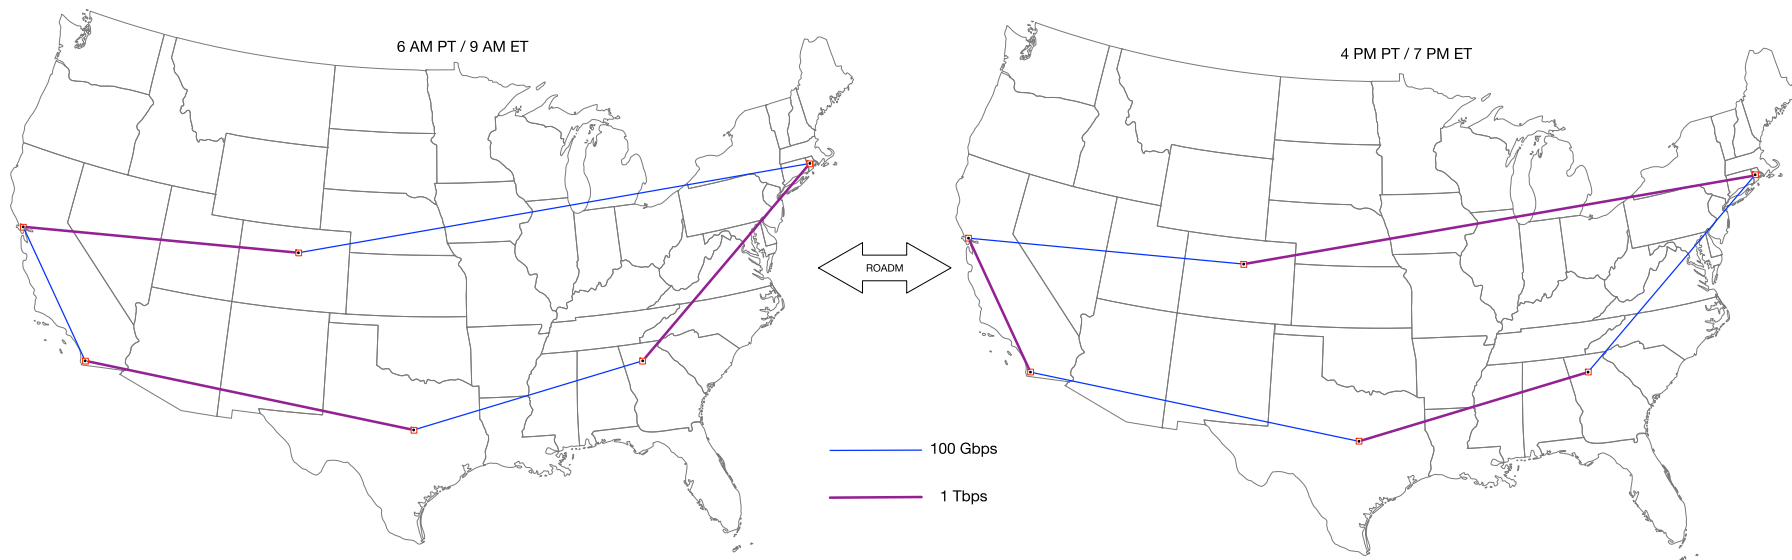 6 AM PT / 9 AM ET
4 PM PT / 7 PM ET
ROADM
100 Gbps
1 Tbps